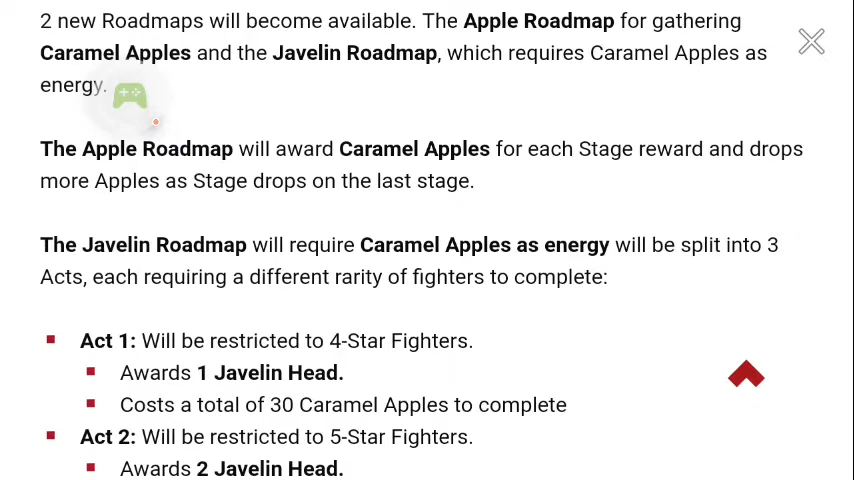 2 new Roadmaps will become available. The Apple Roadmap for gathering
Caramel Apples and the Javelin Roadmap, which requires Caramel Apples as
energy.
The Apple Roadmap will award Caramel Apples for each Stage reward and drops
more Apples as Stage drops on the last stage.
The Javelin Roadmap will require Caramel Apples as energy will be split into 3
Acts, each requiring a different rarity of fighters to complete:
Act 1: Will be restricted to 4-Star Fighters.
Awards 1 Javelin Head.
Costs a total of 30 Caramel Apples to complete
Act 2: Will be restricted to 5-Star Fighters.
Awards 2 Javelin Head.